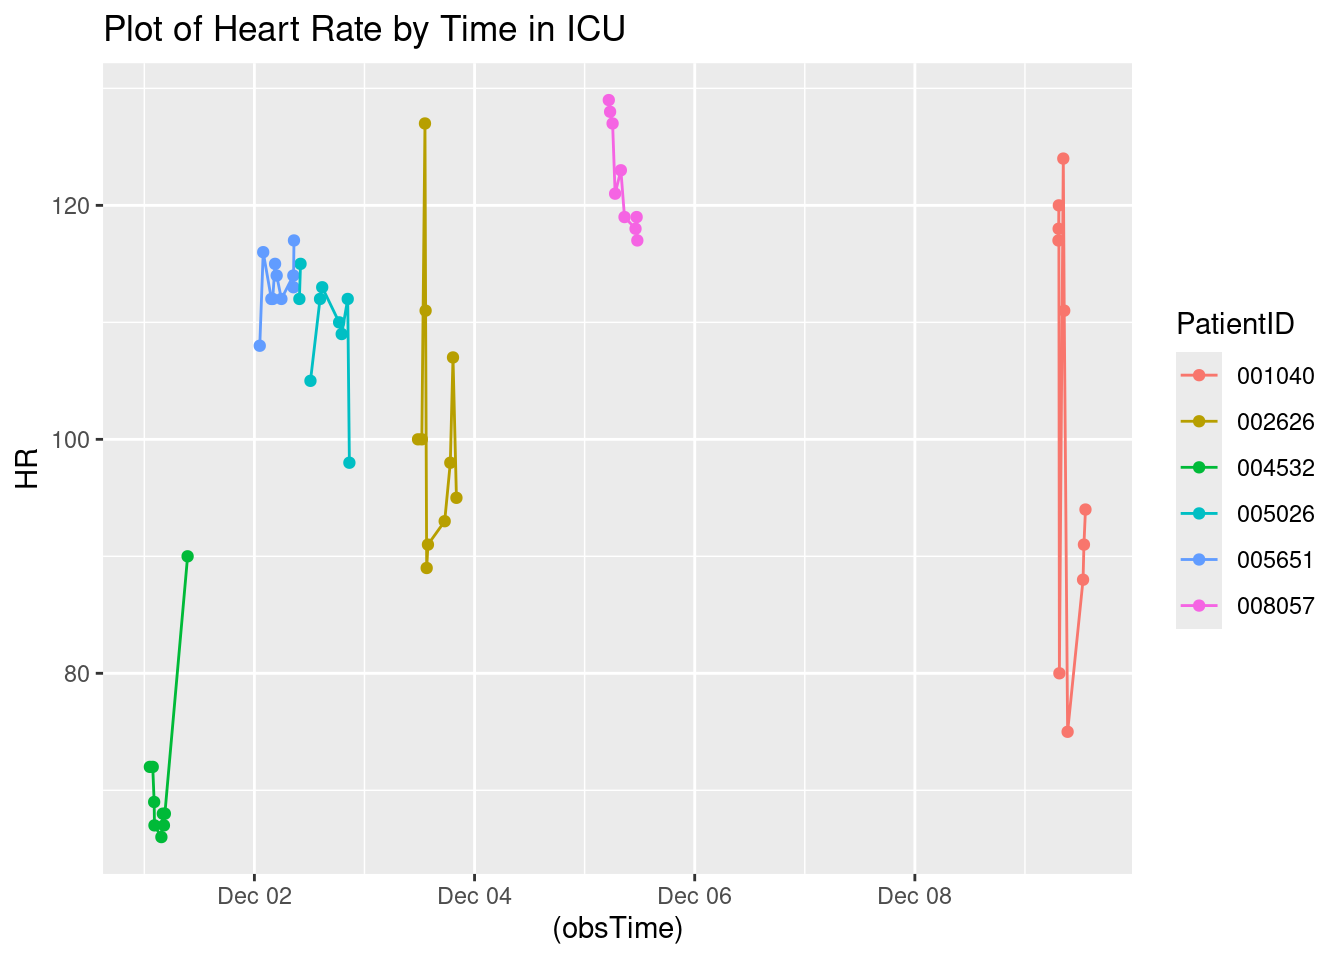 Plot of Heart Rate by Time in ICU
120
100
80
HR
Dec 02
Dec 04
Dec 06
Dec 08
(obsTime)
PatientID
001040
002626
004532
005026
005651
008057